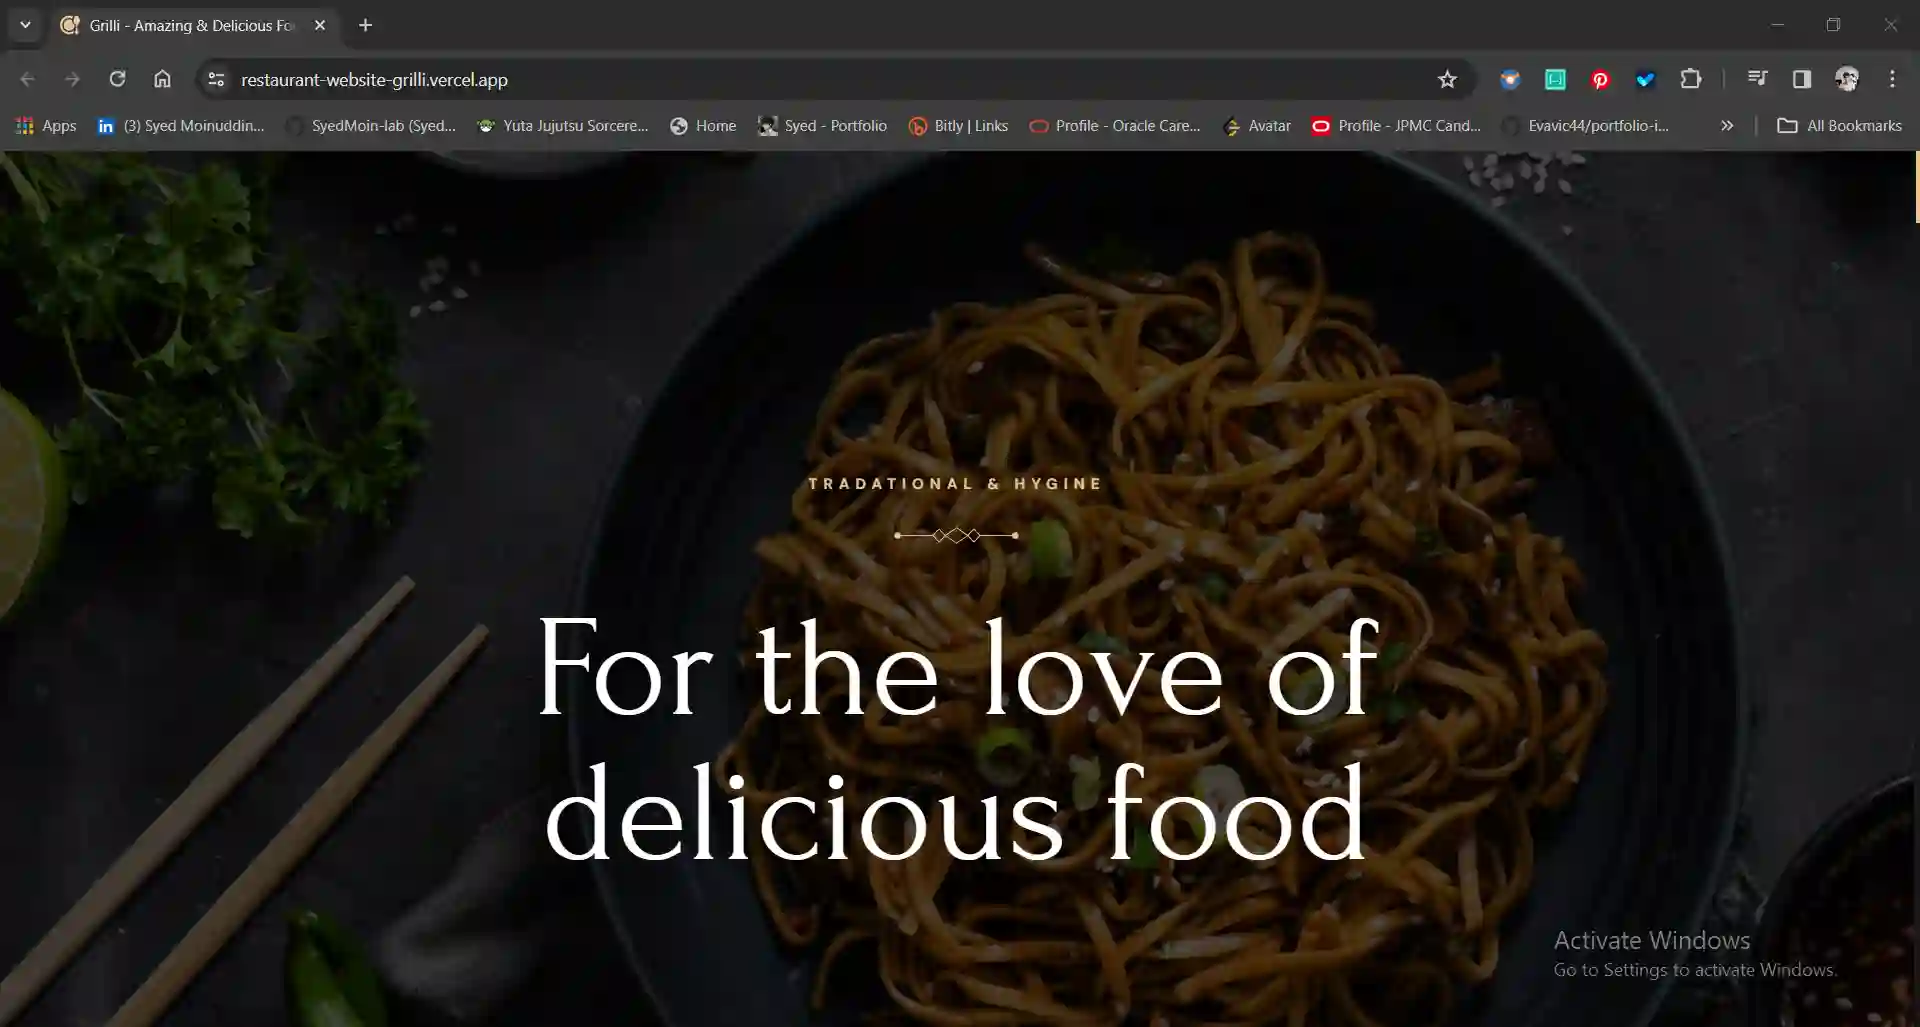 Grilli - Amazing & Delicious Fo
restaurant-website-grilli.vercel.app
Apps
(3) Syed Moinuddin...
SyedMoin-lab (Syed...
Yuta Jujutsu Sorcere...
Home
Syed - Portfolio
Bitly | Links
Profile - Oracle Care...
Avatar
Profile - JPMC Cand...
Evavic44/portfolio-i...
All Bookmarks
TRADATIONAL & HYGINE
For the love of
delicious food
Activate Windows
Go to Settings to activate Windows.